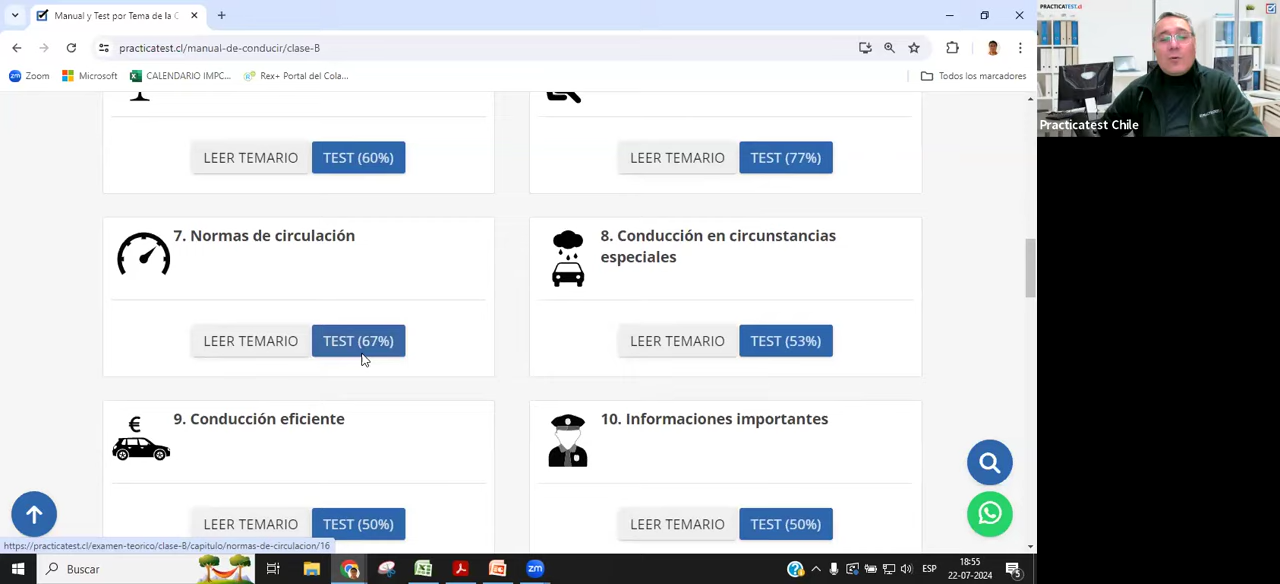 Manual y Test por Tema de la C
practicatest.cl/manual-de-conducir/clase-B
Zoom
Microsoft
CALENDARIO IMPC...
Rex+ Portal del Cola...
Todos los marcadores
PRACTICATEST.cl
Practicatest Chile
LEER TEMARIO
TEST (60%)
LEER TEMARIO
TEST (77%)
7. Normas de circulación
LEER TEMARIO
TEST (67%)
8. Conducción en circunstancias
especiales
LEER TEMARIO
TEST (53%)
9. Conducción eficiente
€
LEER TEMARIO
TEST (50%)
10. Informaciones importantes
LEER TEMARIO
TEST (50%)
https://practicatest.cl/examen-teorico/clase-B/capitulo/normas-de-circulacion/16
Buscar
zm
ESP
18:55
22-07-2024
5